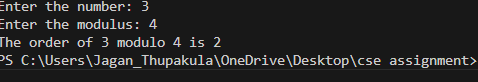 Enter the number: 3
Enter the modulus: 4
The order of 3 modulo 4 is 2
PS C:\Users\Jagan_Thupakula\OneDrive\Desktop\cse assignment>